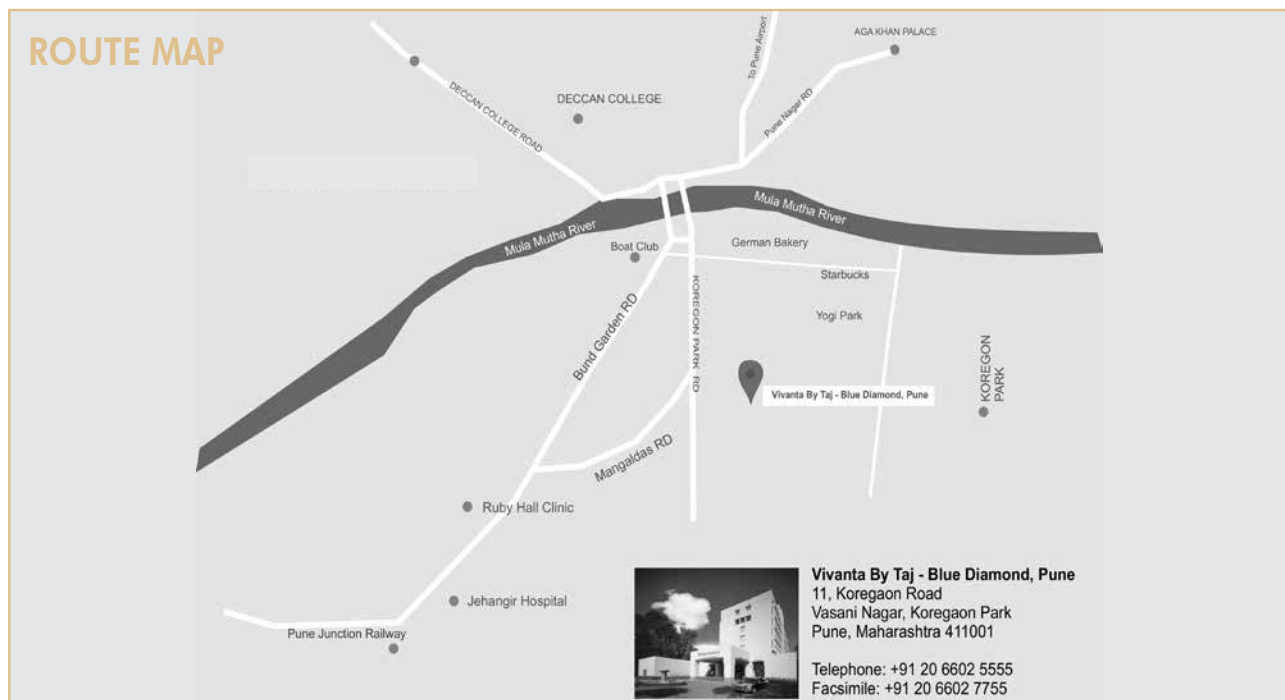 ROUTE MAP
AGA KHAN PALACE
To Pune Airport
DECCAN COLLEGE
DECCAN COLLEGE ROAD
Pune Nagar RD
Mula Mutha River
Mula Mutha River
Boat Club
German Bakery
Starbucks
KOREGON PARK RD
Bund Garden RD
Yogi Park
KOREGON
PARK
Vivanta By Taj - Blue Diamond, Pune
Mangaldas RD
Ruby Hall Clinic
Jehangir Hospital
Pune Junction Railway
Vivanta By Taj - Blue Diamond, Pune
11, Koregaon Road
Vasani Nagar, Koregaon Park
Pune, Maharashtra 411001
Telephone: +91 20 6602 5555
Facsimile: +91 20 6602 7755